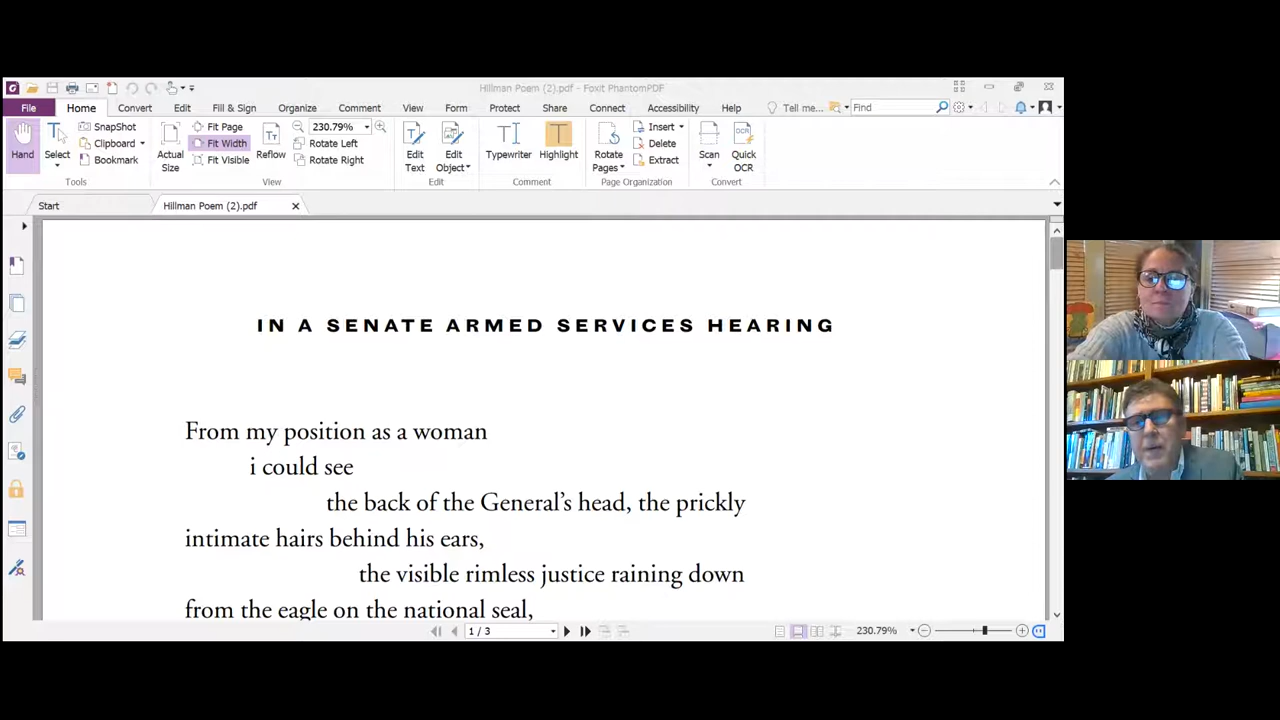 Hillman Poem (2).pdf - Foxit PhantomPDF
File Home Convert Edit Fill & Sign Organize Comment View Form Protect Share Connect Accessibility Help Tell me... Find
Hand
Select
SnapShot
Clipboard
Bookmark
Tools
Actual Size
Fit Page
Fit Width
Fit Visible
Reflow
230.79%
Rotate Left
Rotate Right
View
Edit Text
Edit Object
Edit
Typewriter
Highlight
Comment
Rotate Pages
Insert
Delete
Extract
Page Organization
Scan
Quick OCR
OCR
Convert
Start
Hillman Poem (2).pdf
IN A SENATE ARMED SERVICES HEARING
From my position as a woman
i could see
the back of the General’s head, the prickly
intimate hairs behind his ears,
the visible rimless justice raining down
from the eagle on the national seal,
1 / 3
230.79%